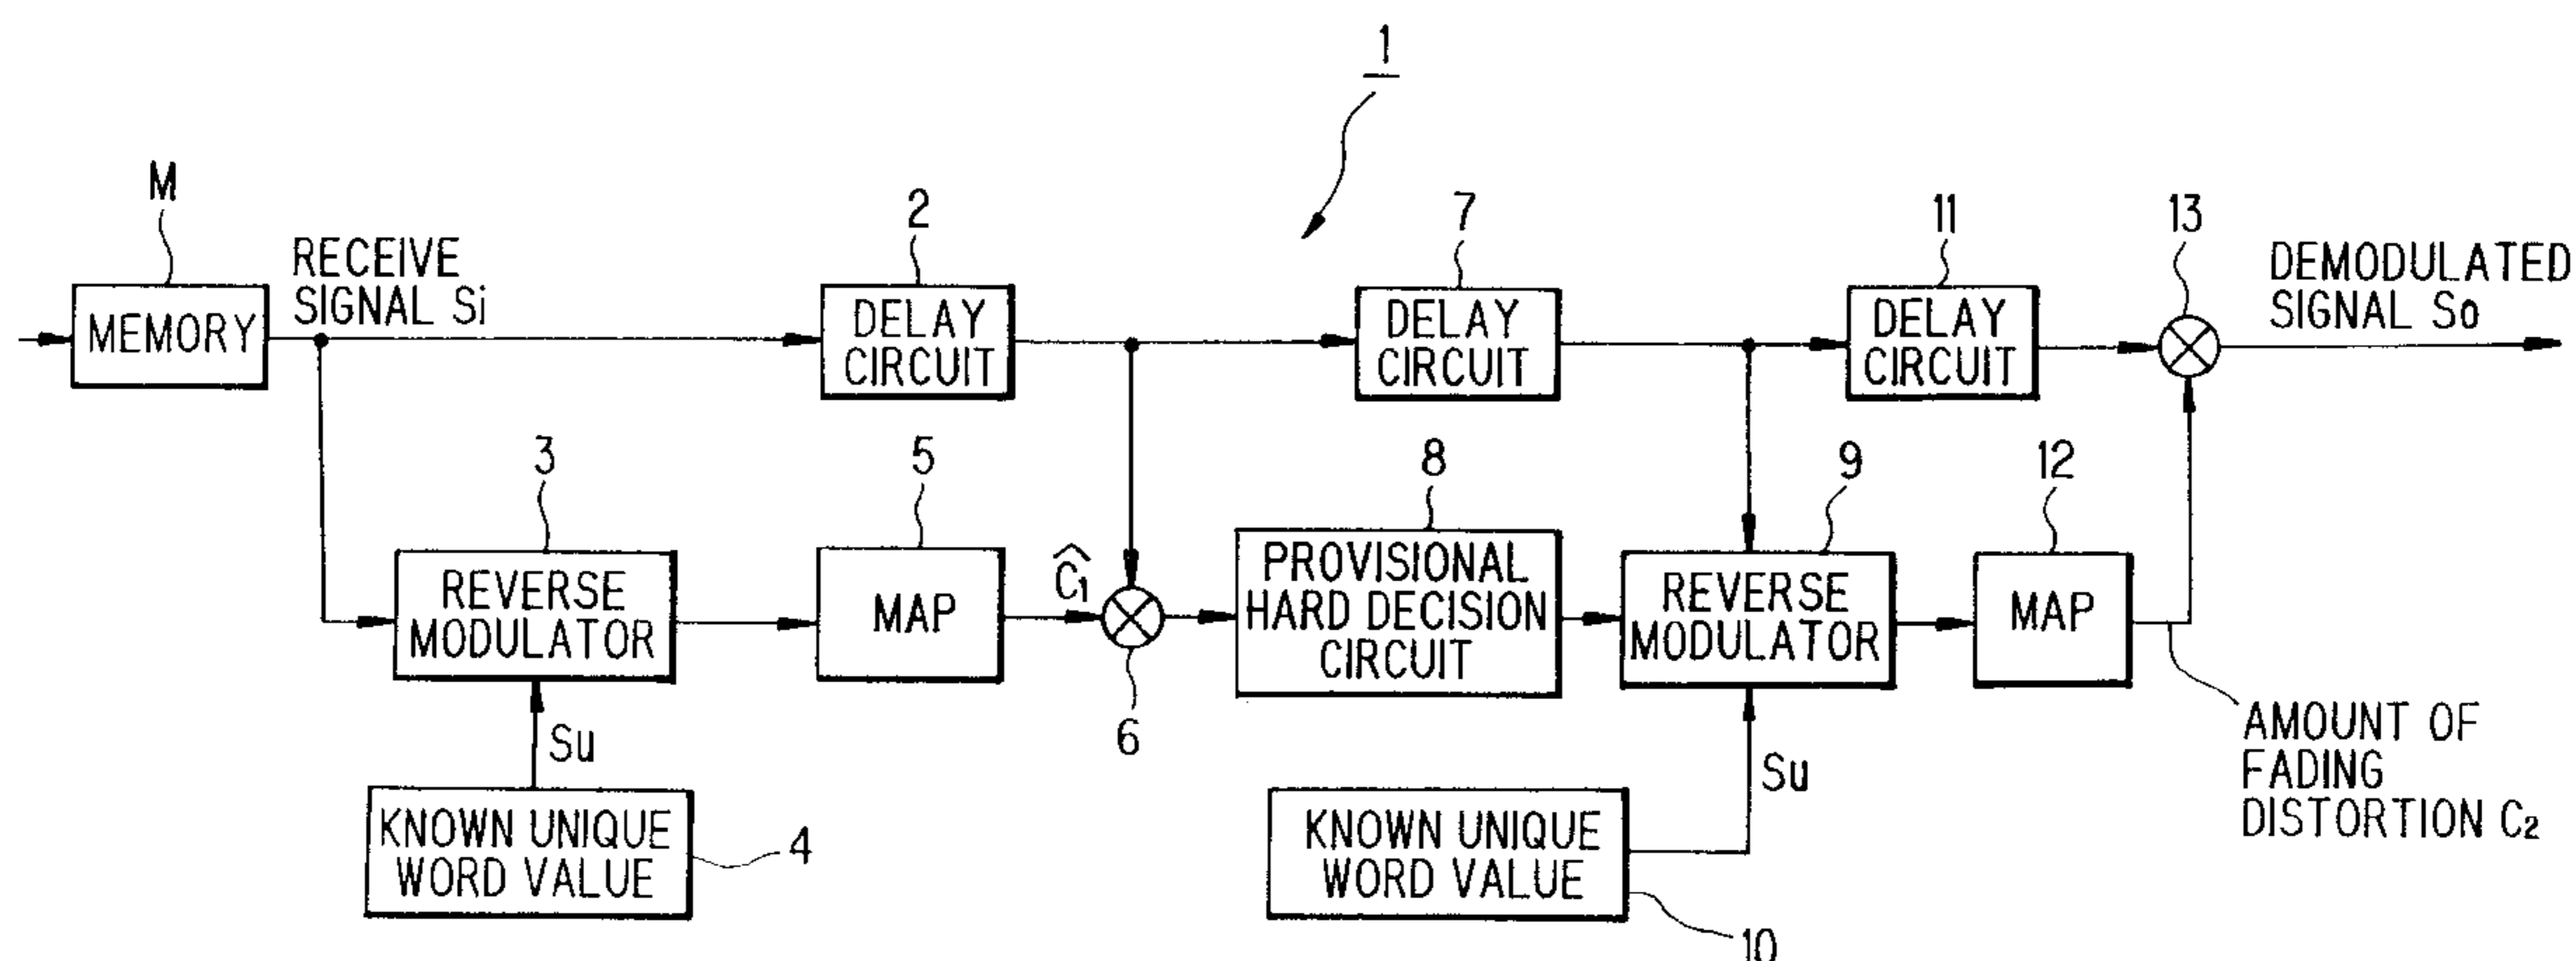 1
M
RECEIVE
SIGNAL Si
MEMORY
2
DELAY
CIRCUIT
7
DELAY
CIRCUIT
11
DELAY
CIRCUIT
13
DEMODULATED
SIGNAL So
3
REVERSE
MODULATOR
5
MAP
Ĉ1
6
8
PROVISIONAL
HARD DECISION
CIRCUIT
9
REVERSE
MODULATOR
12
MAP
Su
KNOWN UNIQUE
WORD VALUE
4
Su
KNOWN UNIQUE
WORD VALUE
10
AMOUNT OF
FADING
DISTORTION C2